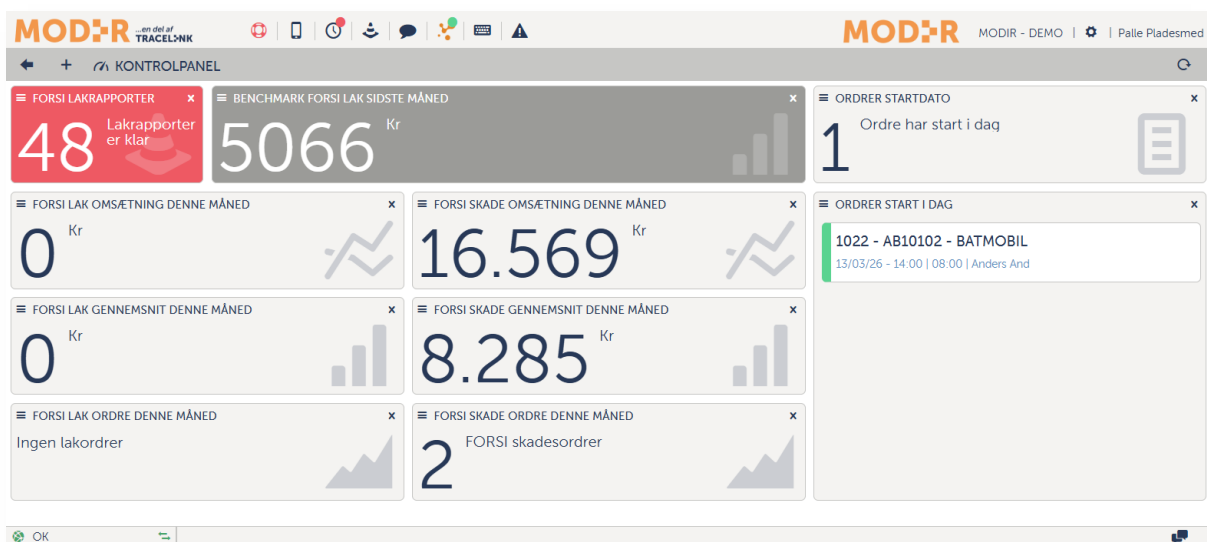 MODIR ...en del af TRACELINK
MODIR MODIR - DEMO | | Palle Pladesmed
KONTROLPANEL
FORSI LAKRAPPORTER x
48 Lakrapporter
er klar
BENCHMARK FORSI LAK SIDSTE MÅNED x
5066 Kr
ORDRER STARTDATO x
1 Ordre har start i dag
FORSI LAK OMSÆTNING DENNE MÅNED x
0 Kr
FORSI SKADE OMSÆTNING DENNE MÅNED x
16.569 Kr
ORDRER START I DAG x
1022 - AB10102 - BATMOBIL
13/03/26 - 14:00 | 08:00 | Anders And
FORSI LAK GENNEMSNIT DENNE MÅNED x
0 Kr
FORSI SKADE GENNEMSNIT DENNE MÅNED x
8.285 Kr
FORSI LAK ORDRE DENNE MÅNED x
Ingen lakordrer
FORSI SKADE ORDRE DENNE MÅNED x
2 FORSI skadesordrer
OK